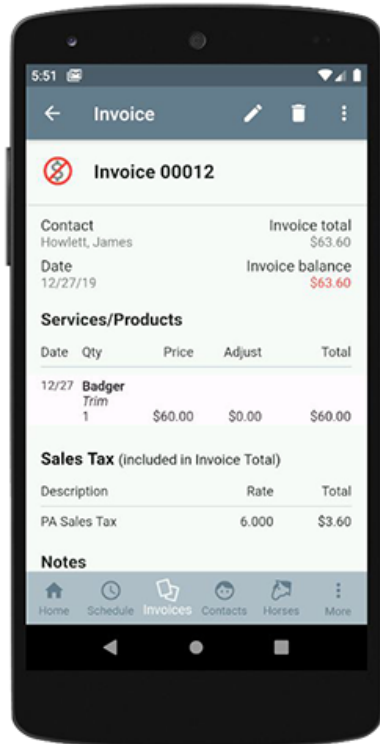 5:51
Invoice
Invoice 00012
Contact Invoice total
Howlett, James $63.60
Date Invoice balance
12/27/19 $63.60
Services/Products
Date Qty Price Adjust Total
12/27 Badger
Trim
1 $60.00 $0.00 $60.00
Sales Tax (included in Invoice Total)
Description Rate Total
PA Sales Tax 6.000 $3.60
Notes
Home Schedule Invoices Contacts Horses More